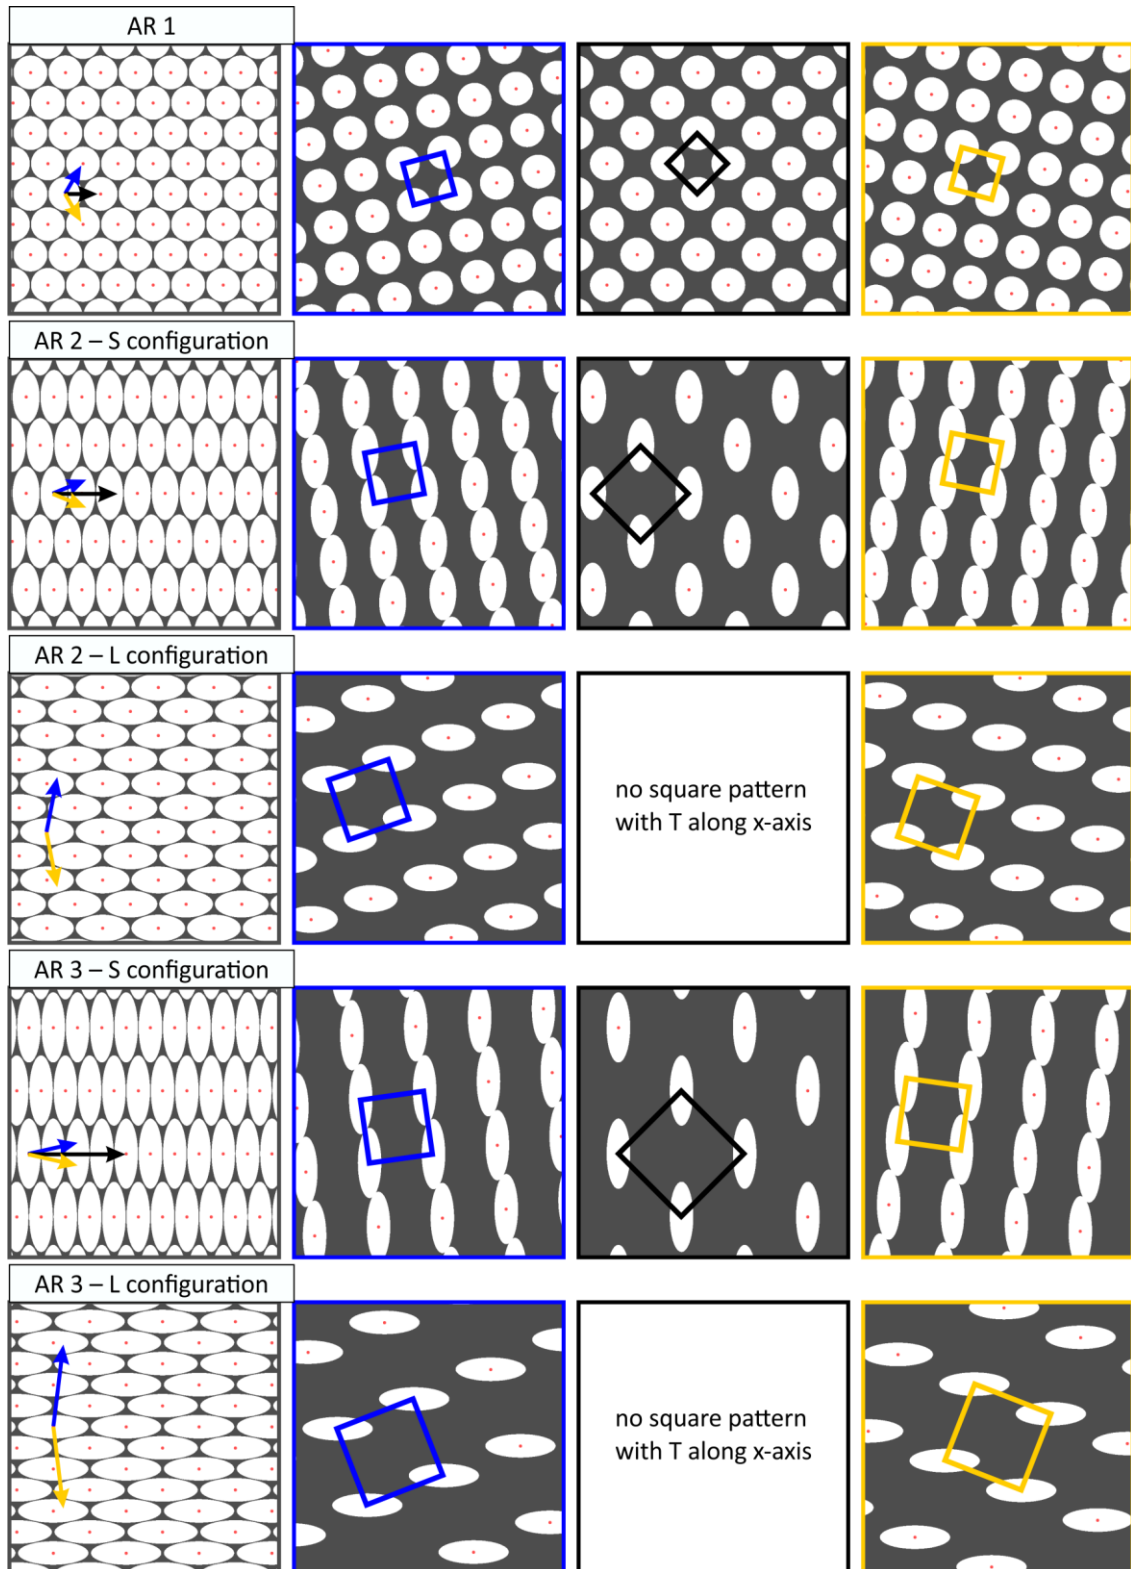 AR 1
AR 2 – S configuration
AR 2 – L configuration
no square pattern
with T along x-axis
AR 3 – S configuration
AR 3 – L configuration
no square pattern
with T along x-axis